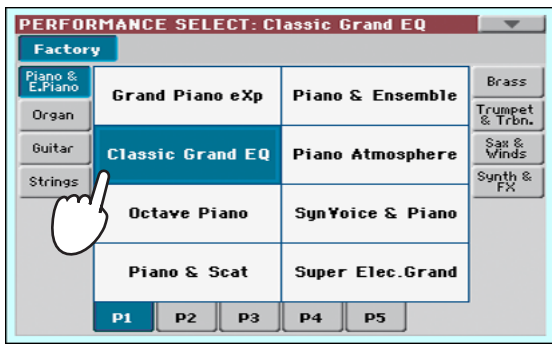 PERFORMANCE SELECT: Classic Grand EQ
Factory
Piano &
E.Piano
Organ
Guitar
Strings
Grand Piano eXp
Piano & Ensemble
Classic Grand EQ
Piano Atmosphere
Octave Piano
SynVoice & Piano
Piano & Scat
Super Elec.Grand
Brass
Trumpet
& Trbn.
Sax &
Winds
Synth &
FX
P1
P2
P3
P4
P5